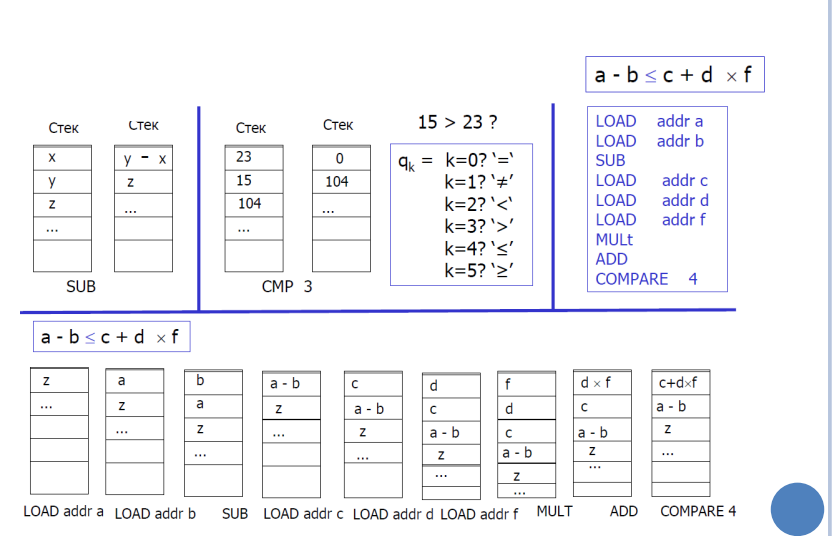 a - b ≤ c + d × f
Стек Стек
x
y
z
...
y - x
z
...
SUB
Стек Стек
23
15
104
...
0
104
...
CMP 3
15 > 23 ?
qk = k=0? ‘=‘
k=1? ‘≠’
k=2? ‘<‘
k=3? ‘>’
k=4? ‘≤’
k=5? ‘≥’
LOAD addr a
LOAD addr b
SUB
LOAD addr c
LOAD addr d
LOAD addr f
MULt
ADD
COMPARE 4
a - b ≤ c + d × f
z
...
LOAD addr a
a
z
...
LOAD addr b
b
a
z
...
SUB
a - b
z
...
LOAD addr c
c
a - b
z
...
LOAD addr d
d
c
a - b
z
...
LOAD addr f
f
d
c
a - b
z
...
MULT
d × f
c
a - b
z
...
ADD
c+d×f
a - b
z
...
COMPARE 4